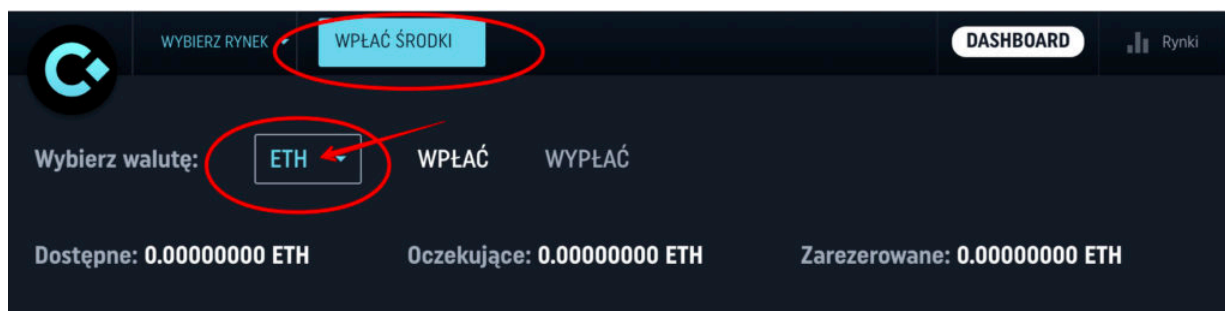 WYBIERZ RYNEK WPŁAĆ ŚRODKI DASHBOARD Rynki
Wybierz walutę: ETH WPŁAĆ WYPŁAĆ
Dostępne: 0.00000000 ETH Oczekujące: 0.00000000 ETH Zarezerowane: 0.00000000 ETH